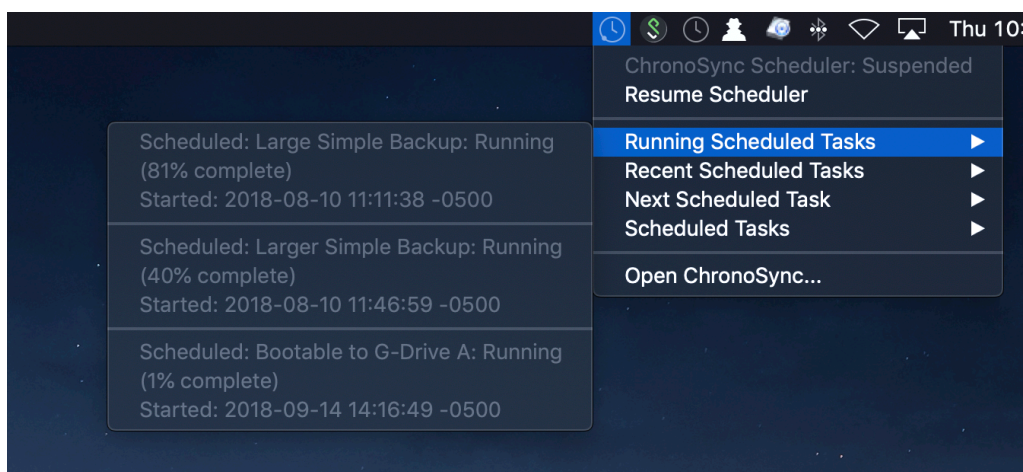 Thu 10:
ChronoSync Scheduler: Suspended
Resume Scheduler
Running Scheduled Tasks
Recent Scheduled Tasks
Next Scheduled Task
Scheduled Tasks
Open ChronoSync...
Scheduled: Large Simple Backup: Running
(81% complete)
Started: 2018-08-10 11:11:38 -0500
Scheduled: Larger Simple Backup: Running
(40% complete)
Started: 2018-08-10 11:46:59 -0500
Scheduled: Bootable to G-Drive A: Running
(1% complete)
Started: 2018-09-14 14:16:49 -0500